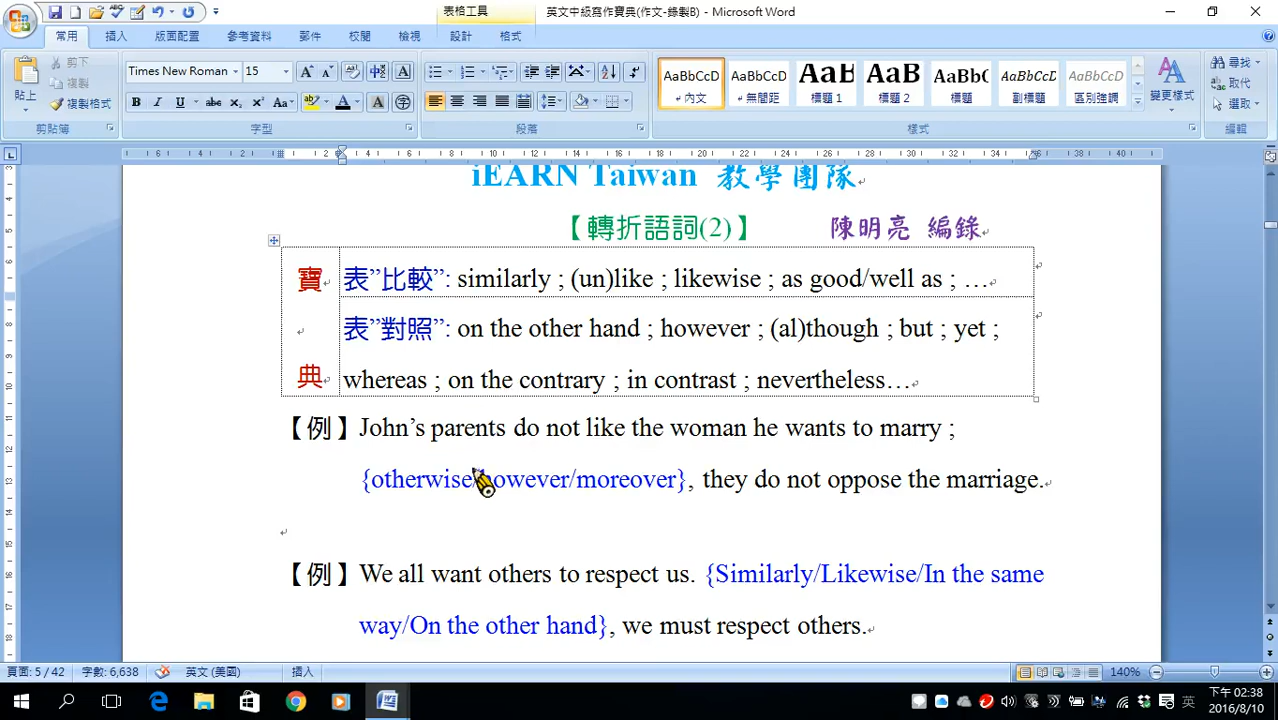 英文中級寫作寶典(作文-錄製B) - Microsoft Word
表格工具
常用 插入 版面配置 參考資料 郵件 校閱 檢視 設計 格式
貼上 剪下
複製
複製格式
Times New Roman 15
AaBbCcD AaBbCcD AaBb AaB AaBbC AaBbCcD AaBbCcD
內文 無間距 標題 1 標題 2 標題 副標題 區別強調
變更樣式
尋找
取代
選取
剪貼簿 字型 段落 樣式 編輯
iEARN Taiwan 教學團隊
【轉折語詞(2)】 陳明亮 編錄
寶 表”比較”: similarly ; (un)like ; likewise ; as good/well as ; …
表”對照”: on the other hand ; however ; (al)though ; but ; yet ;
典 whereas ; on the contrary ; in contrast ; nevertheless…
【例】John’s parents do not like the woman he wants to marry ;
{otherwise/however/moreover}, they do not oppose the marriage.
【例】We all want others to respect us. {Similarly/Likewise/In the same
way/On the other hand}, we must respect others.
頁面: 5 / 42 字數: 6,638 英文 (美國) 插入 140%
英 下午 02:38
2016/8/10